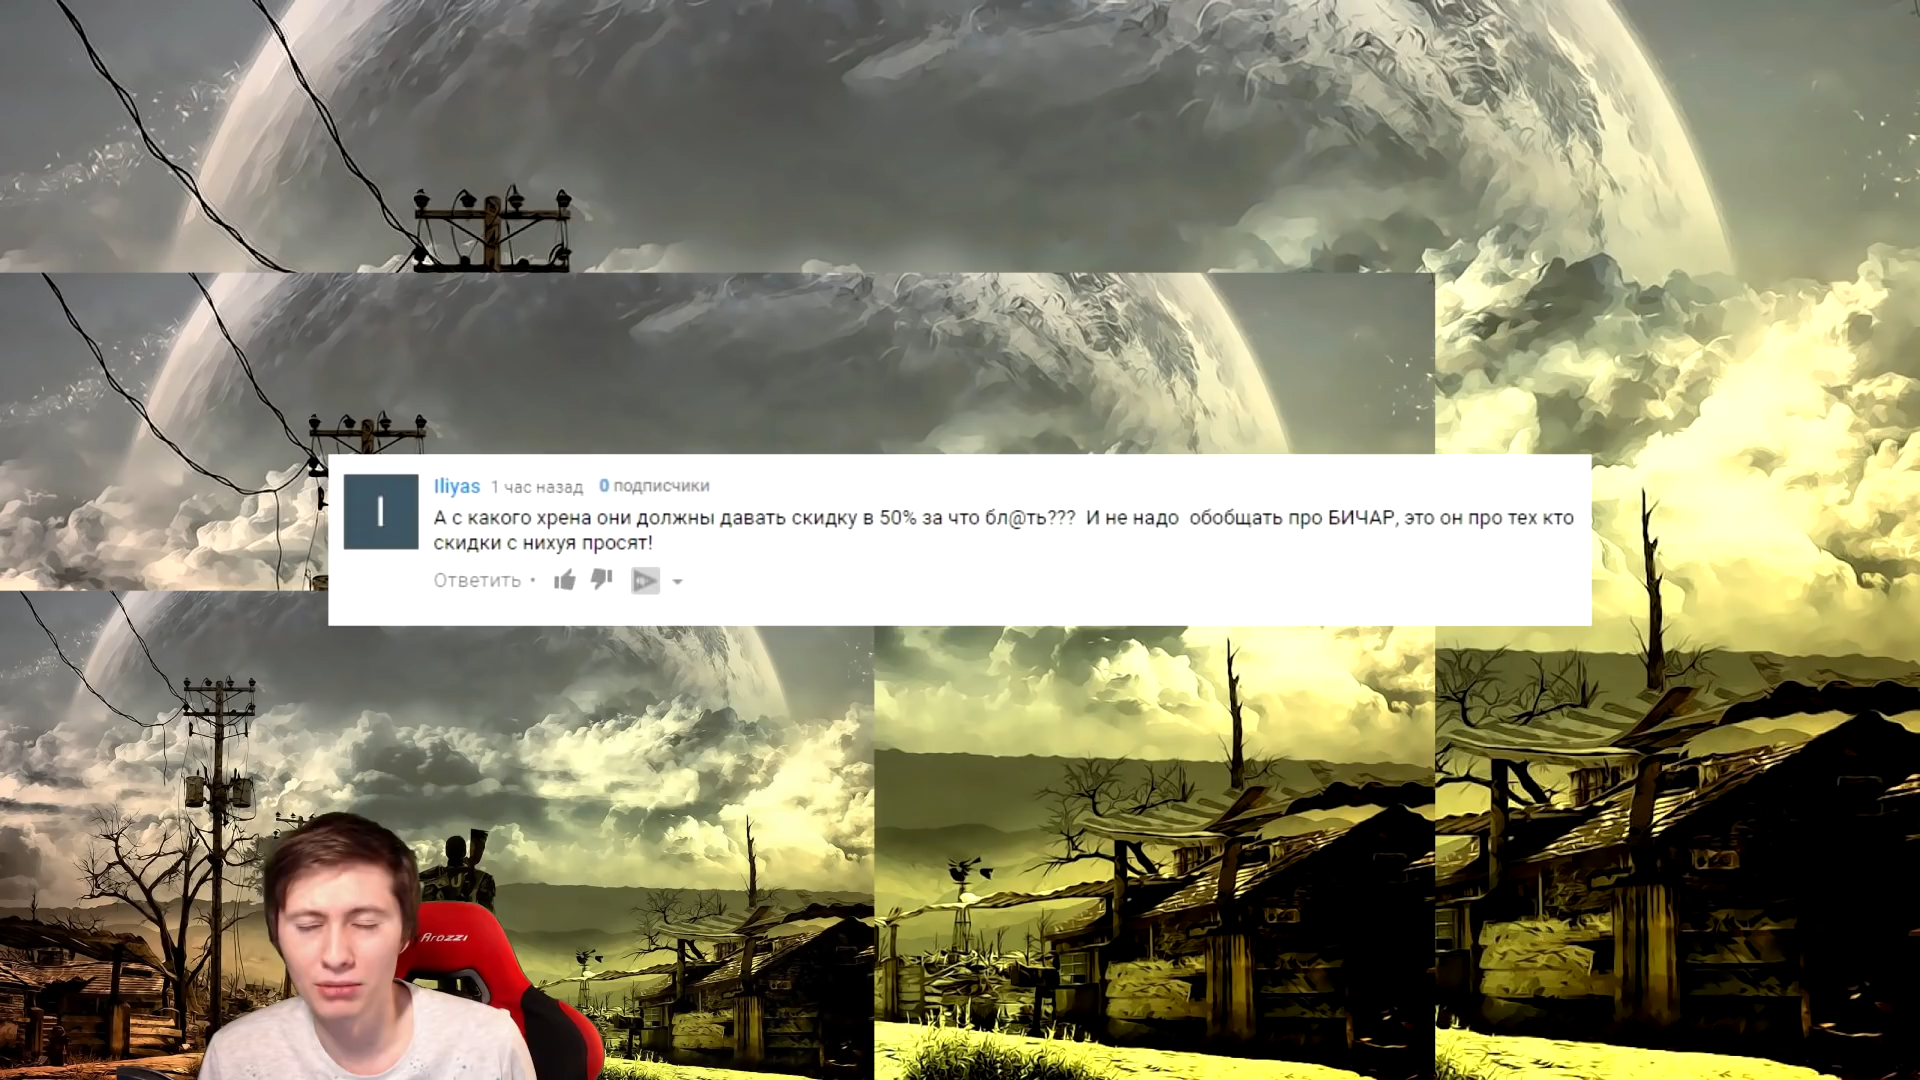 I
Iliyas 1 час назад 0 подписчики
А с какого хрена они должны давать скидку в 50% за что бл@ть??? И не надо обобщать про БИЧАР, это он про тех кто
скидки с нихуя просят!
Ответить •
Arozzi